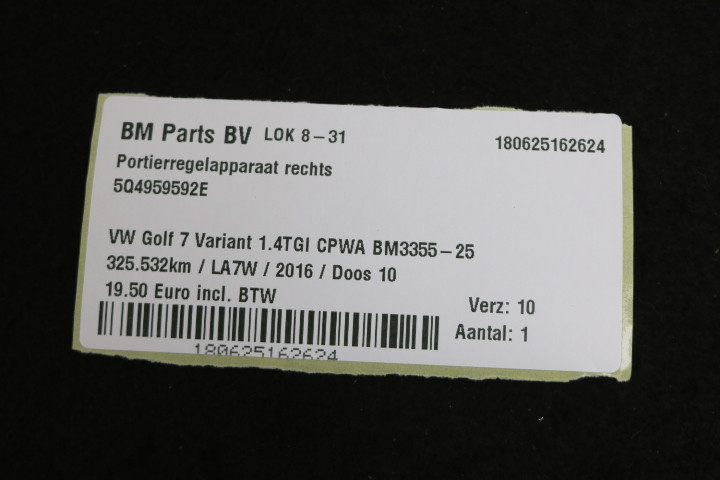 BM Parts BV LOK 8-31
180625162624
Portierregelapparaat rechts
5Q4959592E
VW Golf 7 Variant 1.4TGI CPWA BM3355-25
325.532km / LA7W / 2016 / Doos 10
19.50 Euro incl. BTW
Verz: 10
Aantal: 1
180625162624